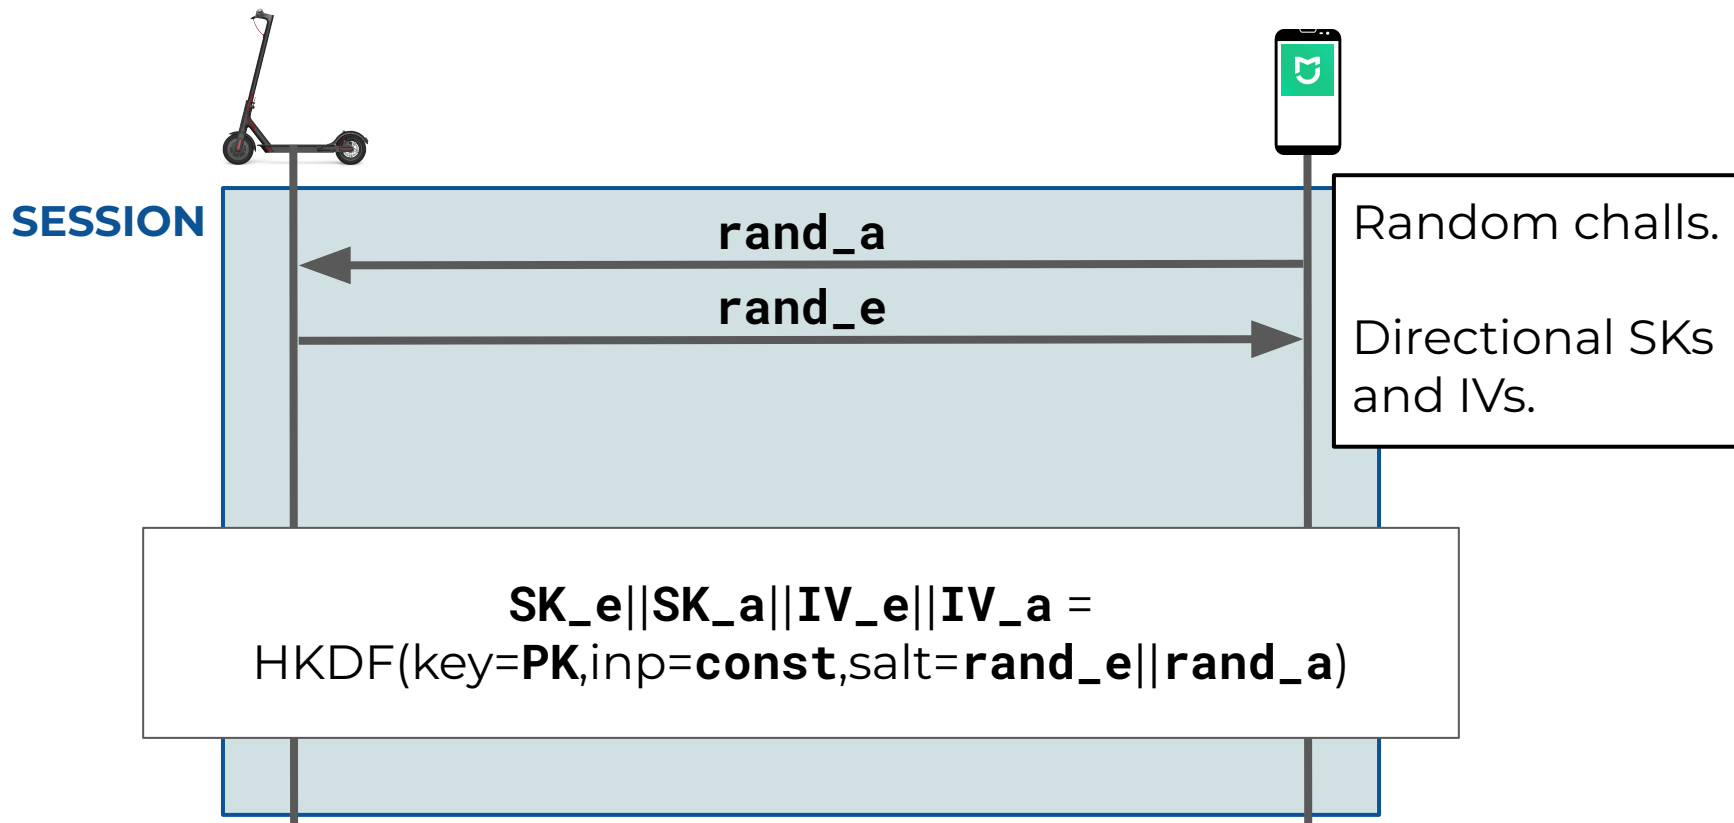 SESSION
rand_a
rand_e
Random challs.
Directional SKs
and IVs.
SK_e||SK_a||IV_e||IV_a =
HKDF(key=PK,inp=const,salt=rand_e||rand_a)